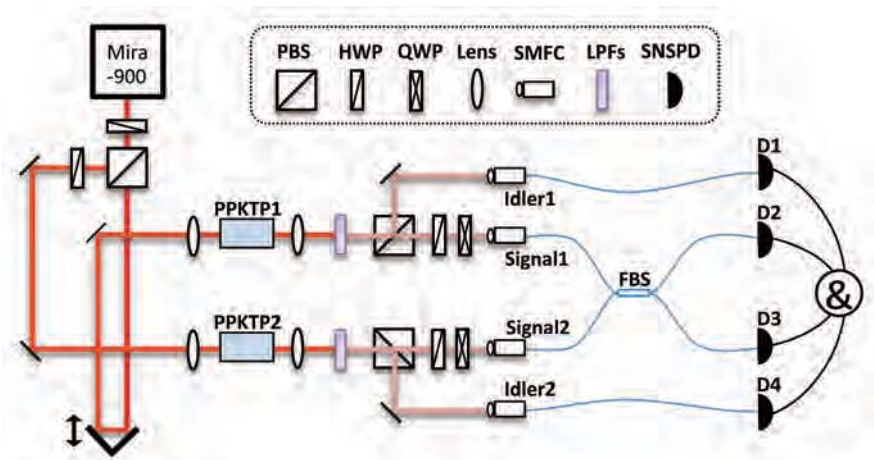 Mira
-900
PBS HWP QWP Lens SMFC LPFs SNSPD
D1
Idler1
PPKTP1
D2
Signal1
FBS
&
PPKTP2
Signal2
D3
Idler2
D4